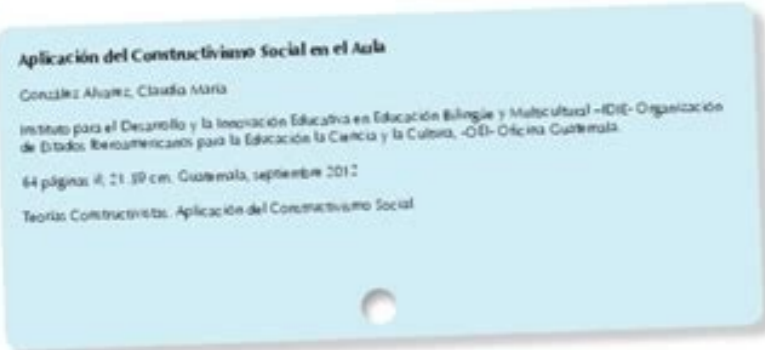 Aplicación del Constructivismo Social en el Aula
González Alvarez, Claudia María
Instituto para el Desarrollo y la Innovación Educativa en Educación Bilingüe y Multicultural –IDIE- Organización
de Estados Iberoamericanos para la Educación la Ciencia y la Cultura, -OEI- Oficina Guatemala.
64 páginas il; 21.59 cm. Guatemala, septiembre 2012
Teorías Constructivistas. Aplicación del Constructivismo Social